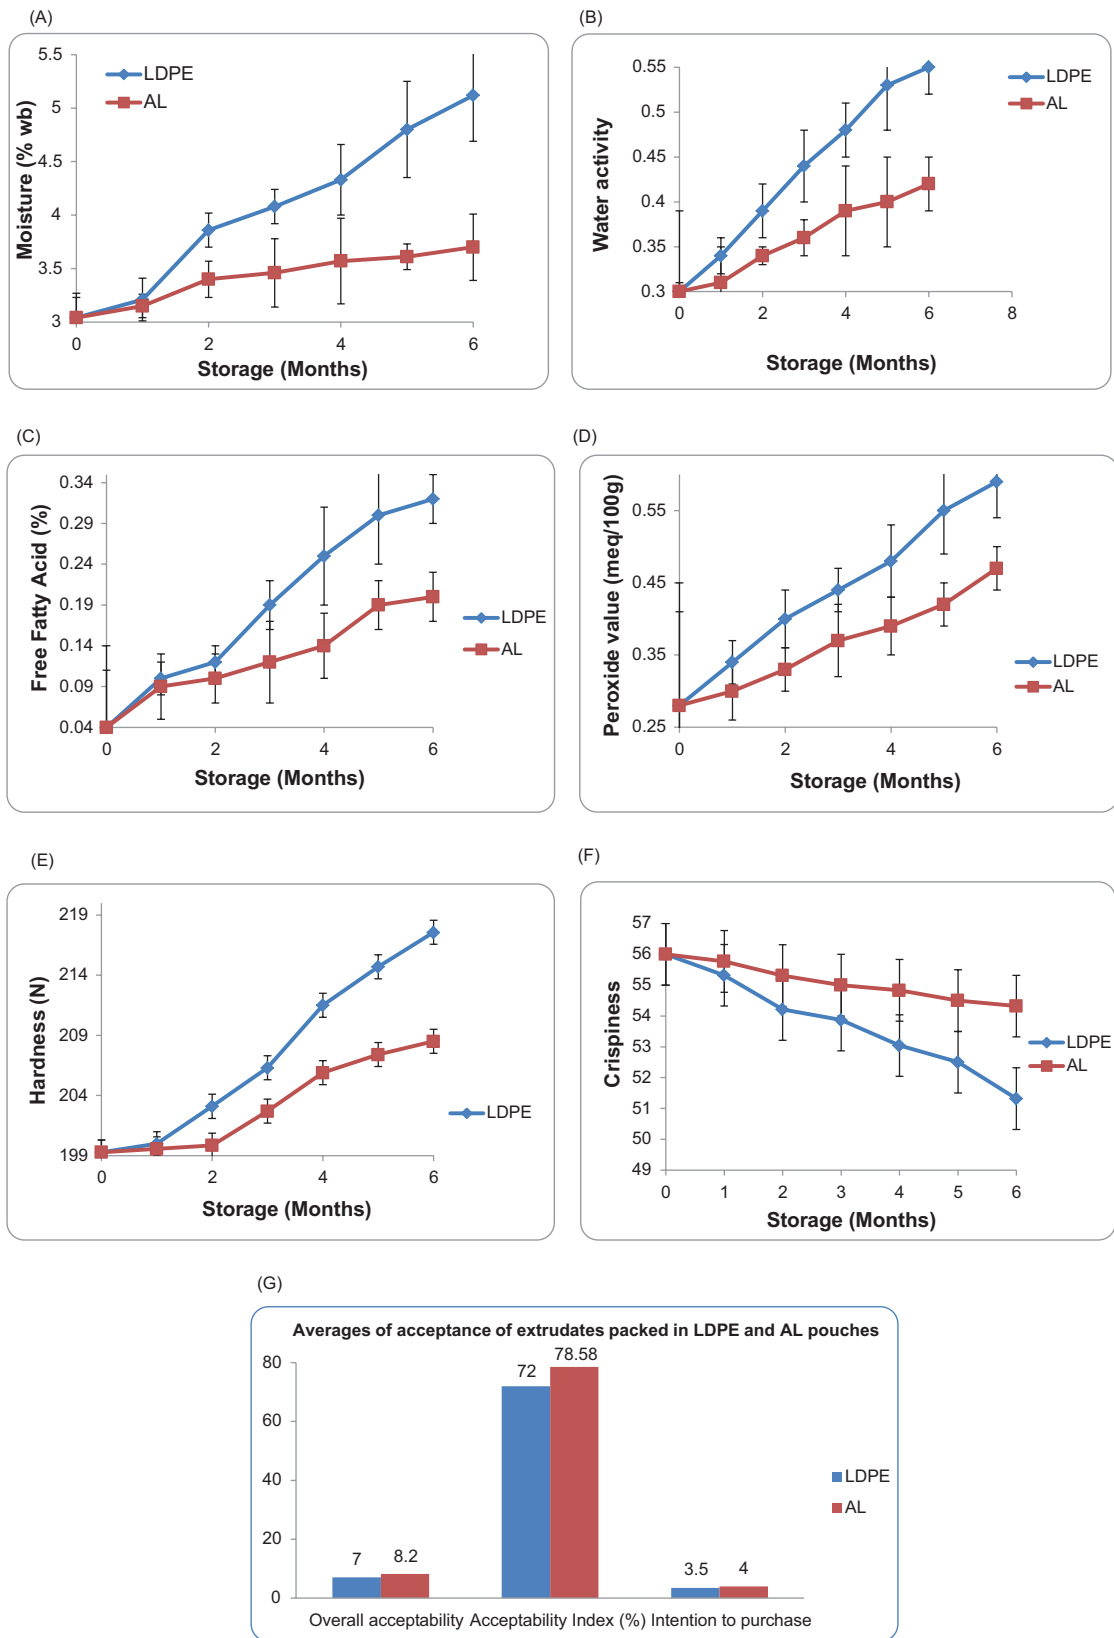 (A)
5.5
5
4.5
4
3.5
3
Moisture (% wb)
LDPE
AL
0
2
4
6
Storage (Months)
(B)
0.55
0.5
0.45
0.4
0.35
0.3
Water activity
LDPE
AL
0
2
4
6
8
Storage (Months)
(C)
0.34
0.29
0.24
0.19
0.14
0.09
0.04
Free Fatty Acid (%)
LDPE
AL
0
2
4
6
Storage (Months)
(D)
0.55
0.45
0.35
0.25
Peroxide value (meq/100g)
LDPE
AL
0
2
4
6
Storage (Months)
(E)
219
214
209
204
199
Hardness (N)
LDPE
0
2
4
6
Storage (Months)
(F)
57
56
55
54
53
52
51
50
49
Crispiness
LDPE
AL
0
1
2
3
4
5
6
Storage (Months)
(G)
Averages of acceptance of extrudates packed in LDPE and AL pouches
80
60
40
20
0
7
8.2
72
78.58
3.5
4
LDPE
AL
Overall acceptability
Acceptability Index (%)
Intention to purchase